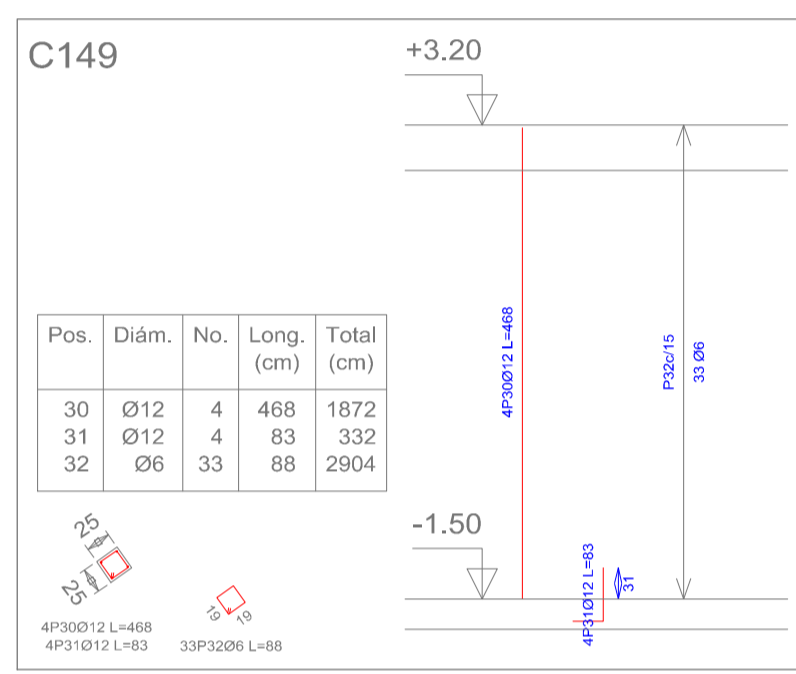 C149
+3.20
Pos. Diám. No. Long. (cm) Total (cm)
30 Ø12 4 468 1872
31 Ø12 4 83 332
32 Ø6 33 88 2904
4P30Ø12 L=468
P32c/15
33 Ø6
-1.50
4P31Ø12 L=83
31
25
25
4P30Ø12 L=468
4P31Ø12 L=83
19
19
33P32Ø6 L=88